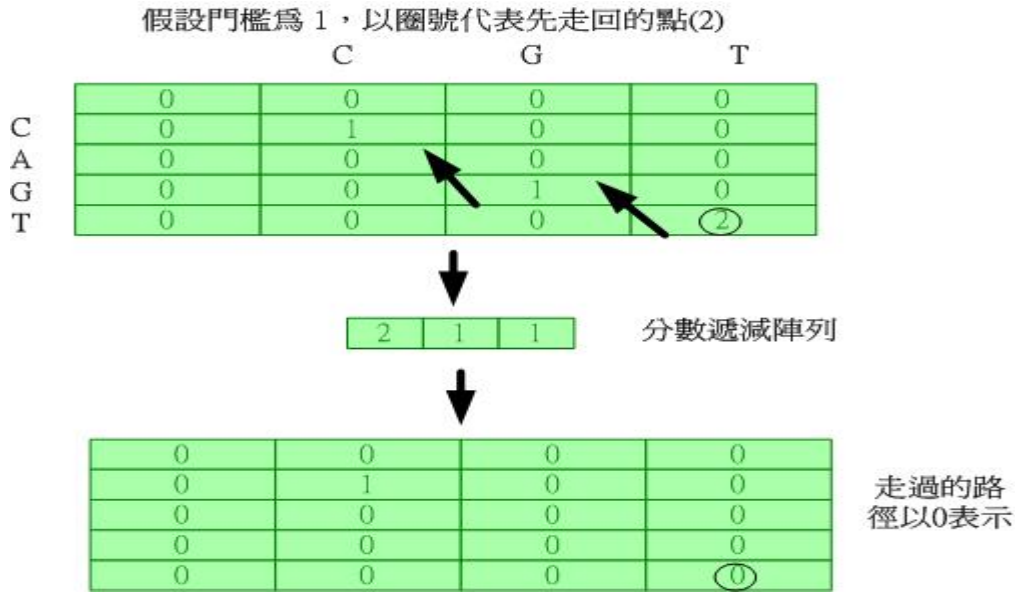 假設門檻爲 1，以圈號代表先走回的點(2)
C G T
0 0 0 0
C 0 1 0 0
A 0 0 0 0
G 0 0 1 0
T 0 0 0 2
2 1 1
分數遞減陣列
0 0 0 0
0 1 0 0
0 0 0 0
0 0 0 0
0 0 0 0
走過的路
徑以0表示